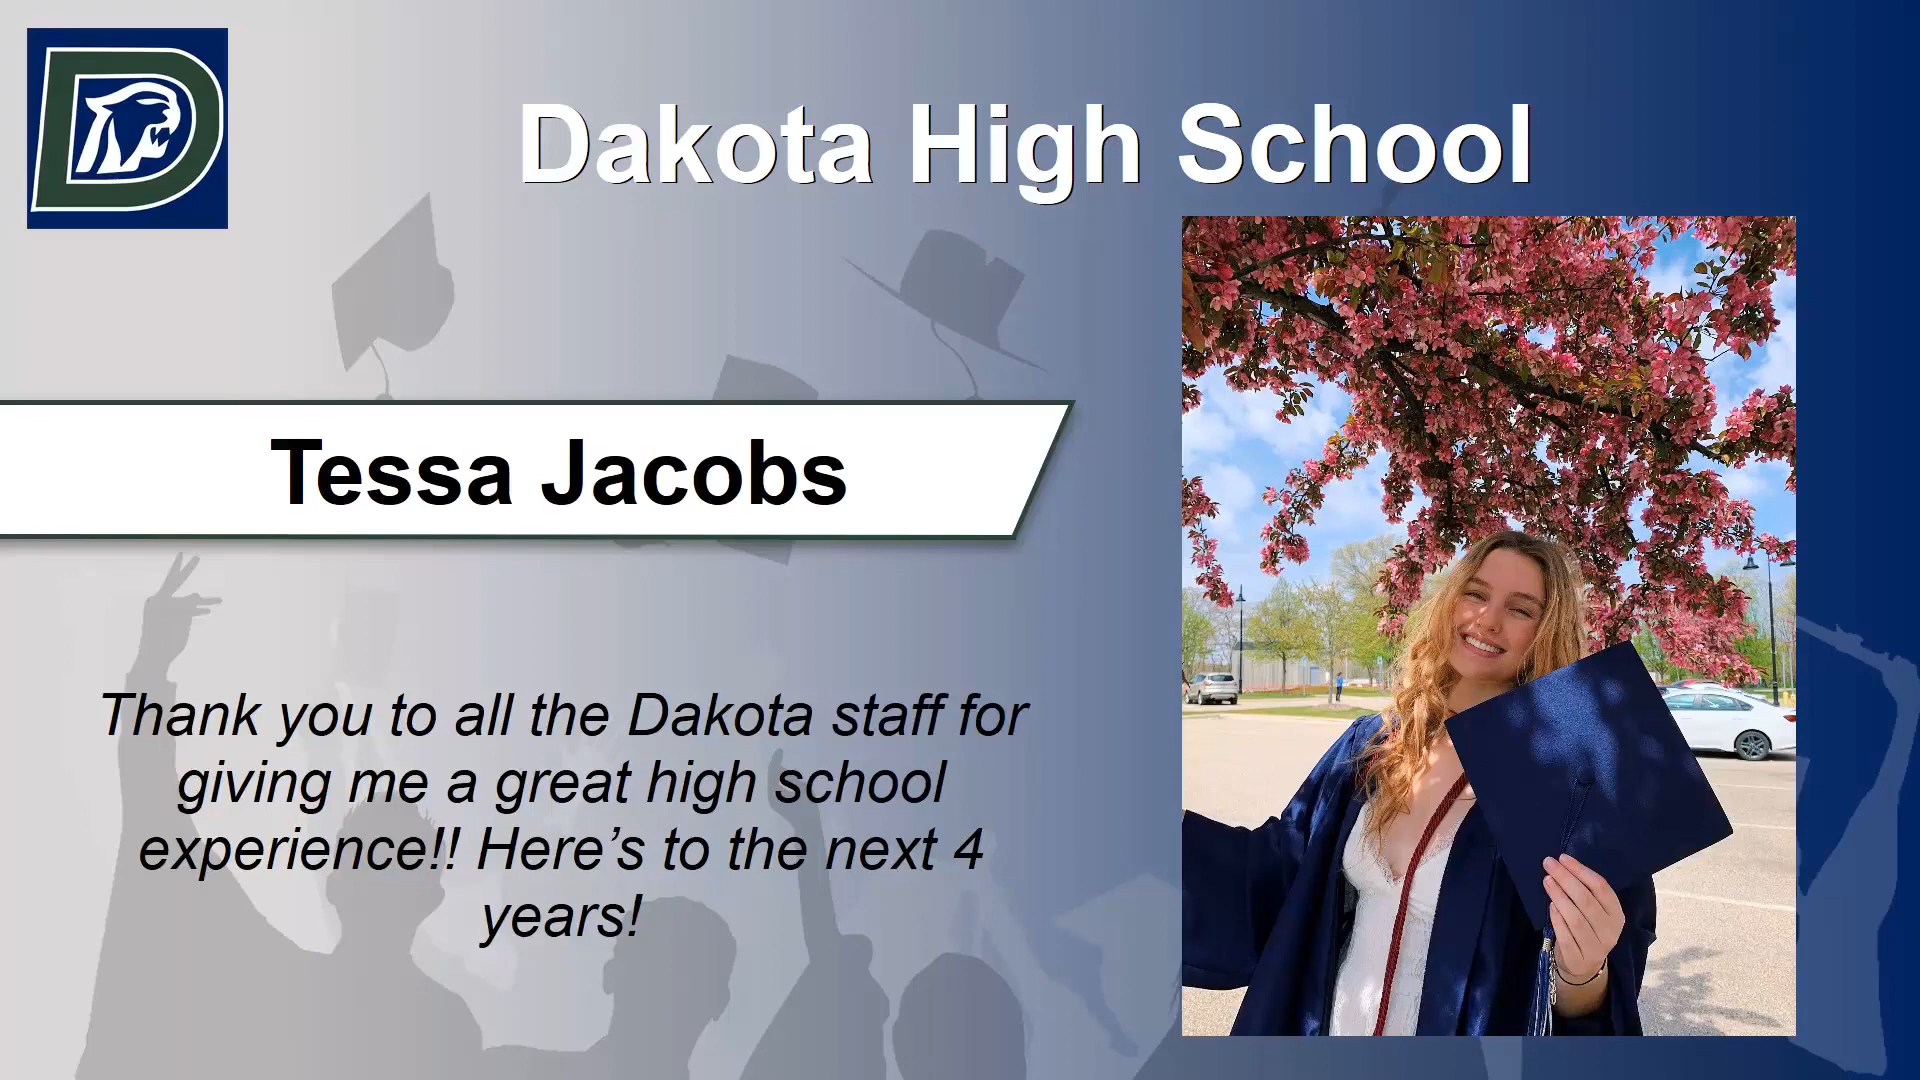 D
Dakota High School
Tessa Jacobs
Thank you to all the Dakota staff for
giving me a great high school
experience!! Here’s to the next 4
years!